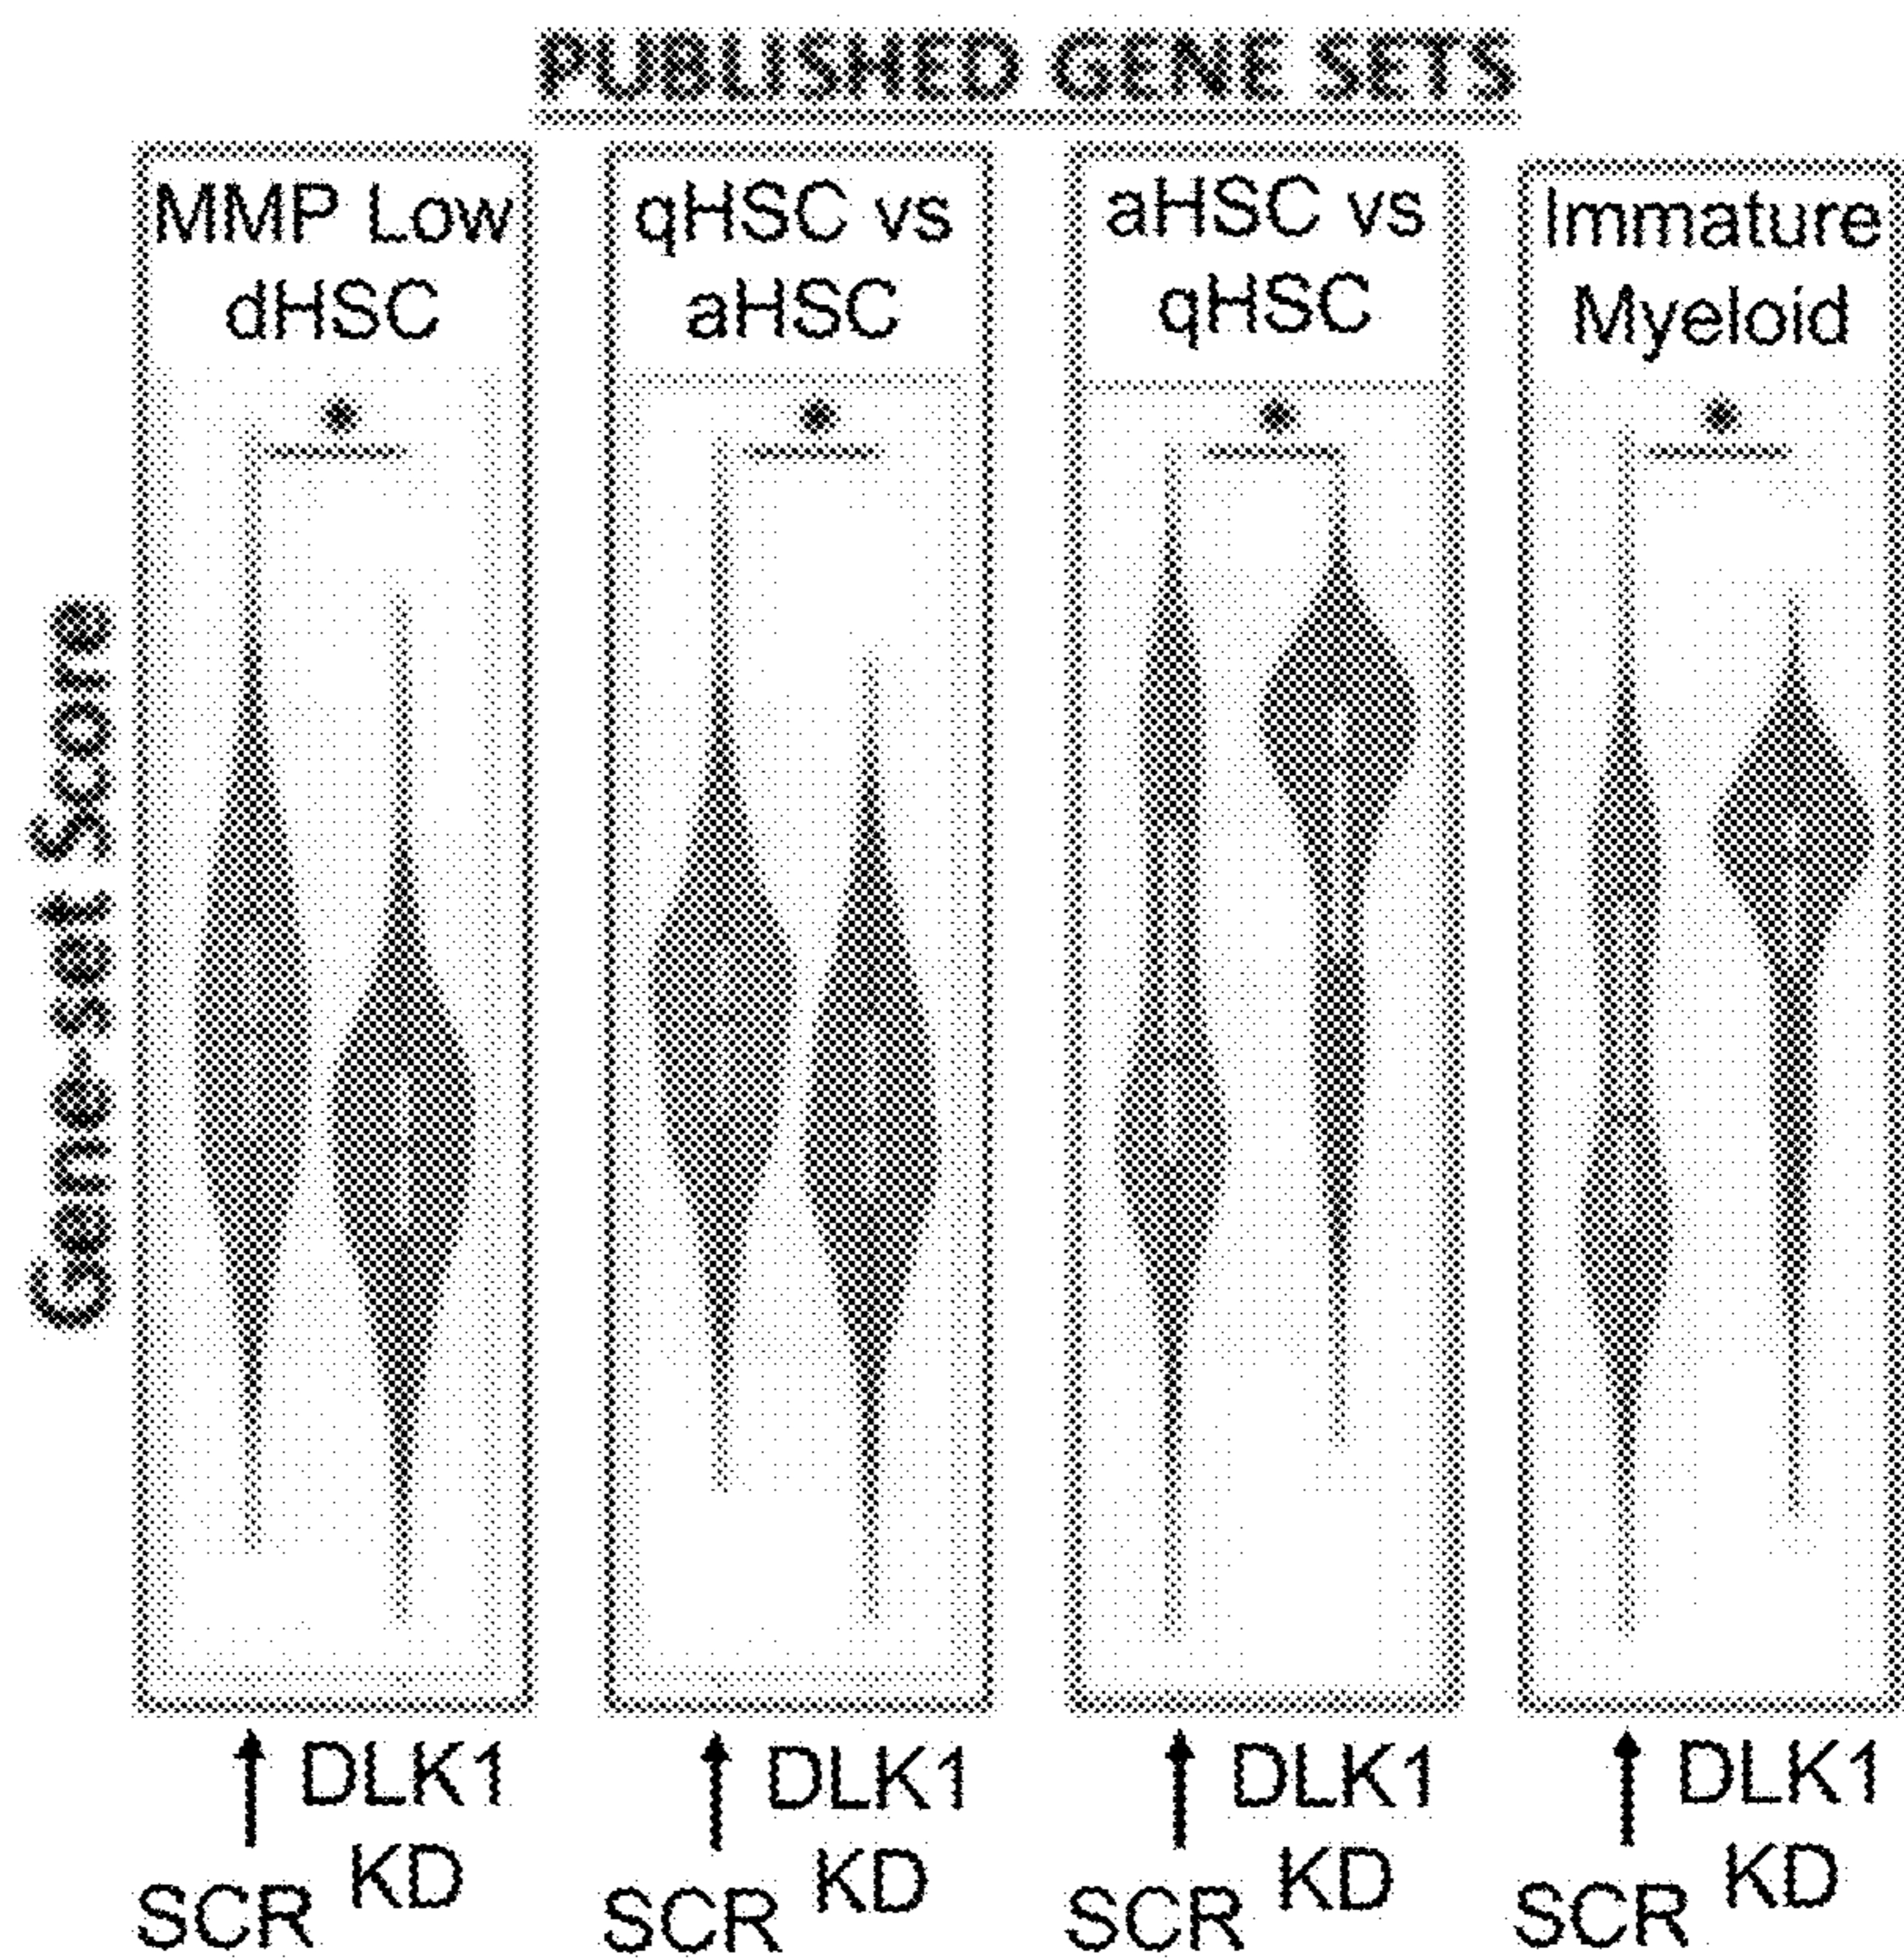 PUBLISHED GENE SETS
MMP Low
dHSC
qHSC vs
aHSC
aHSC vs
qHSC
Immature
Myeloid
*
*
*
*
Gene-set Score
DLK1
KD
SCR
DLK1
KD
SCR
DLK1
KD
SCR
DLK1
KD
SCR